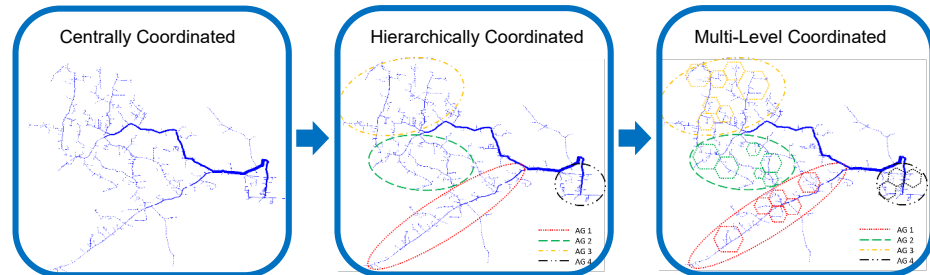 Centrally Coordinated
Hierarchically Coordinated
AG 1
AG 2
AG 3
AG 4
Multi-Level Coordinated
AG 1
AG 2
AG 3
AG 4